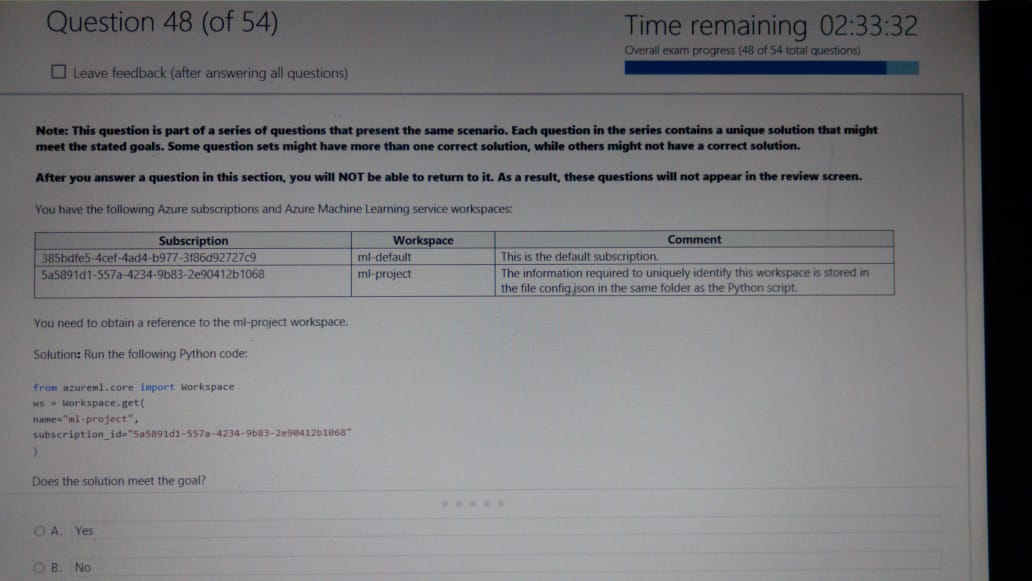 Question 48 (of 54)
Time remaining 02:33:32
Overall exam progress (48 of 54 total questions)
Leave feedback (after answering all questions)
Note: This question is part of a series of questions that present the same scenario. Each question in the series contains a unique solution that might
meet the stated goals. Some question sets might have more than one correct solution, while others might not have a correct solution.
After you answer a question in this section, you will NOT be able to return to it. As a result, these questions will not appear in the review screen.
You have the following Azure subscriptions and Azure Machine Learning service workspaces:
Subscription Workspace Comment
385bdfe5-4cef-4ad4-b977-3f86d92727c9 ml-default This is the default subscription.
5a5891d1-557a-4234-9b83-2e90412b1068 ml-project The information required to uniquely identify this workspace is stored in
the file config.json in the same folder as the Python script.
You need to obtain a reference to the ml-project workspace.
Solution: Run the following Python code:
from azureml.core import Workspace
ws = Workspace.get(
name="ml-project",
subscription_id="5a5891d1-557a-4234-9b83-2e90412b1068"
)
Does the solution meet the goal?
A. Yes
B. No